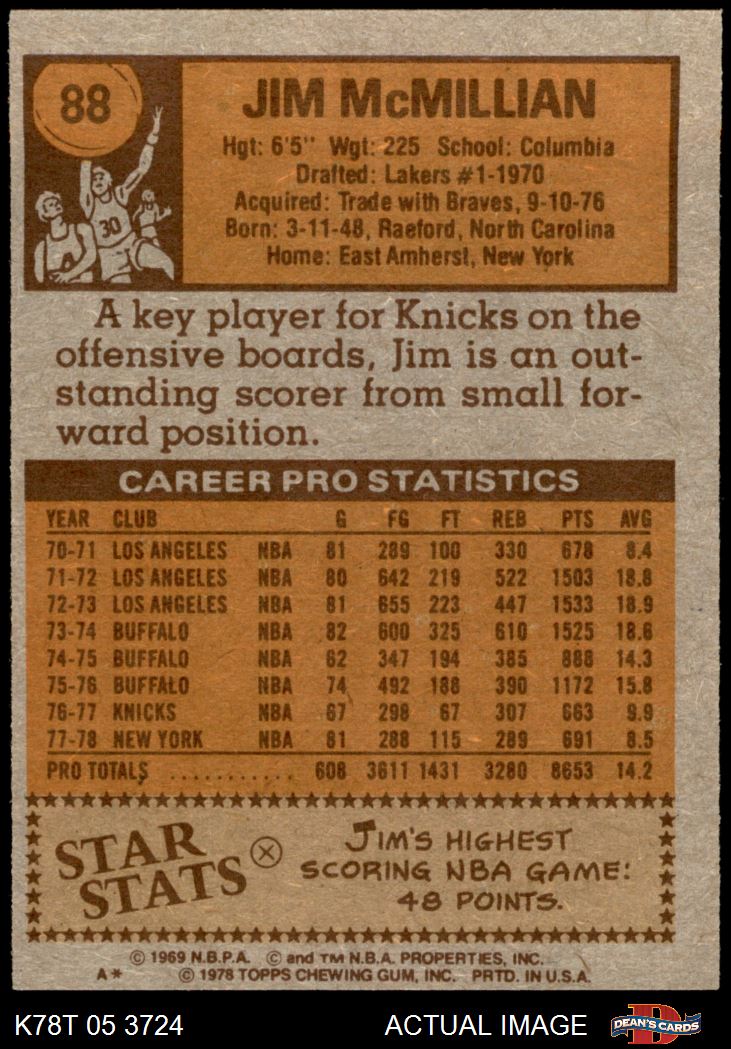 88
JIM McMILLIAN
Hgt: 6'5" Wgt: 225 School: Columbia
Drafted: Lakers #1-1970
Acquired: Trade with Braves, 9-10-76
Born: 3-11-48, Raeford, North Carolina
Home: East Amherst, New York
30
A key player for Knicks on the
offensive boards, Jim is an out-
standing scorer from small for-
ward position.
CAREER PRO STATISTICS
YEAR CLUB G FG FT REB PTS AVG
70-71 LOS ANGELES NBA 81 289 100 330 678 8.4
71-72 LOS ANGELES NBA 80 642 219 522 1503 18.8
72-73 LOS ANGELES NBA 81 655 223 447 1533 18.9
73-74 BUFFALO NBA 82 600 325 610 1525 18.6
74-75 BUFFALO NBA 62 347 194 385 888 14.3
75-76 BUFFALO NBA 74 492 188 390 1172 15.8
76-77 KNICKS NBA 67 298 67 307 663 9.9
77-78 NEW YORK NBA 81 288 115 289 691 8.5
PRO TOTALS ........... 608 3611 1431 3280 8653 14.2
STAR
STATS
JIM'S HIGHEST
SCORING NBA GAME:
48 POINTS.
© 1969 N.B.P.A. © and TM N.B.A. PROPERTIES, INC.
A* © 1978 TOPPS CHEWING GUM, INC. PRTD. IN U.S.A.
K78T 05 3724 ACTUAL IMAGE D DEAN'S CARDS